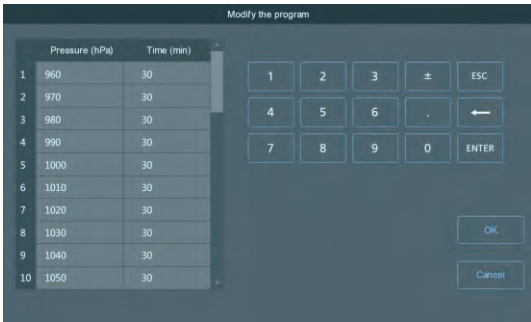 Modify the program
Pressure (hPa) Time (min)
1 960 30
2 970 30
3 980 30
4 990 30
5 1000 30
6 1010 30
7 1020 30
8 1030 30
9 1040 30
10 1050 30
1 2 3 ± ESC
4 5 6 . ←
7 8 9 0 ENTER
OK
Cancel